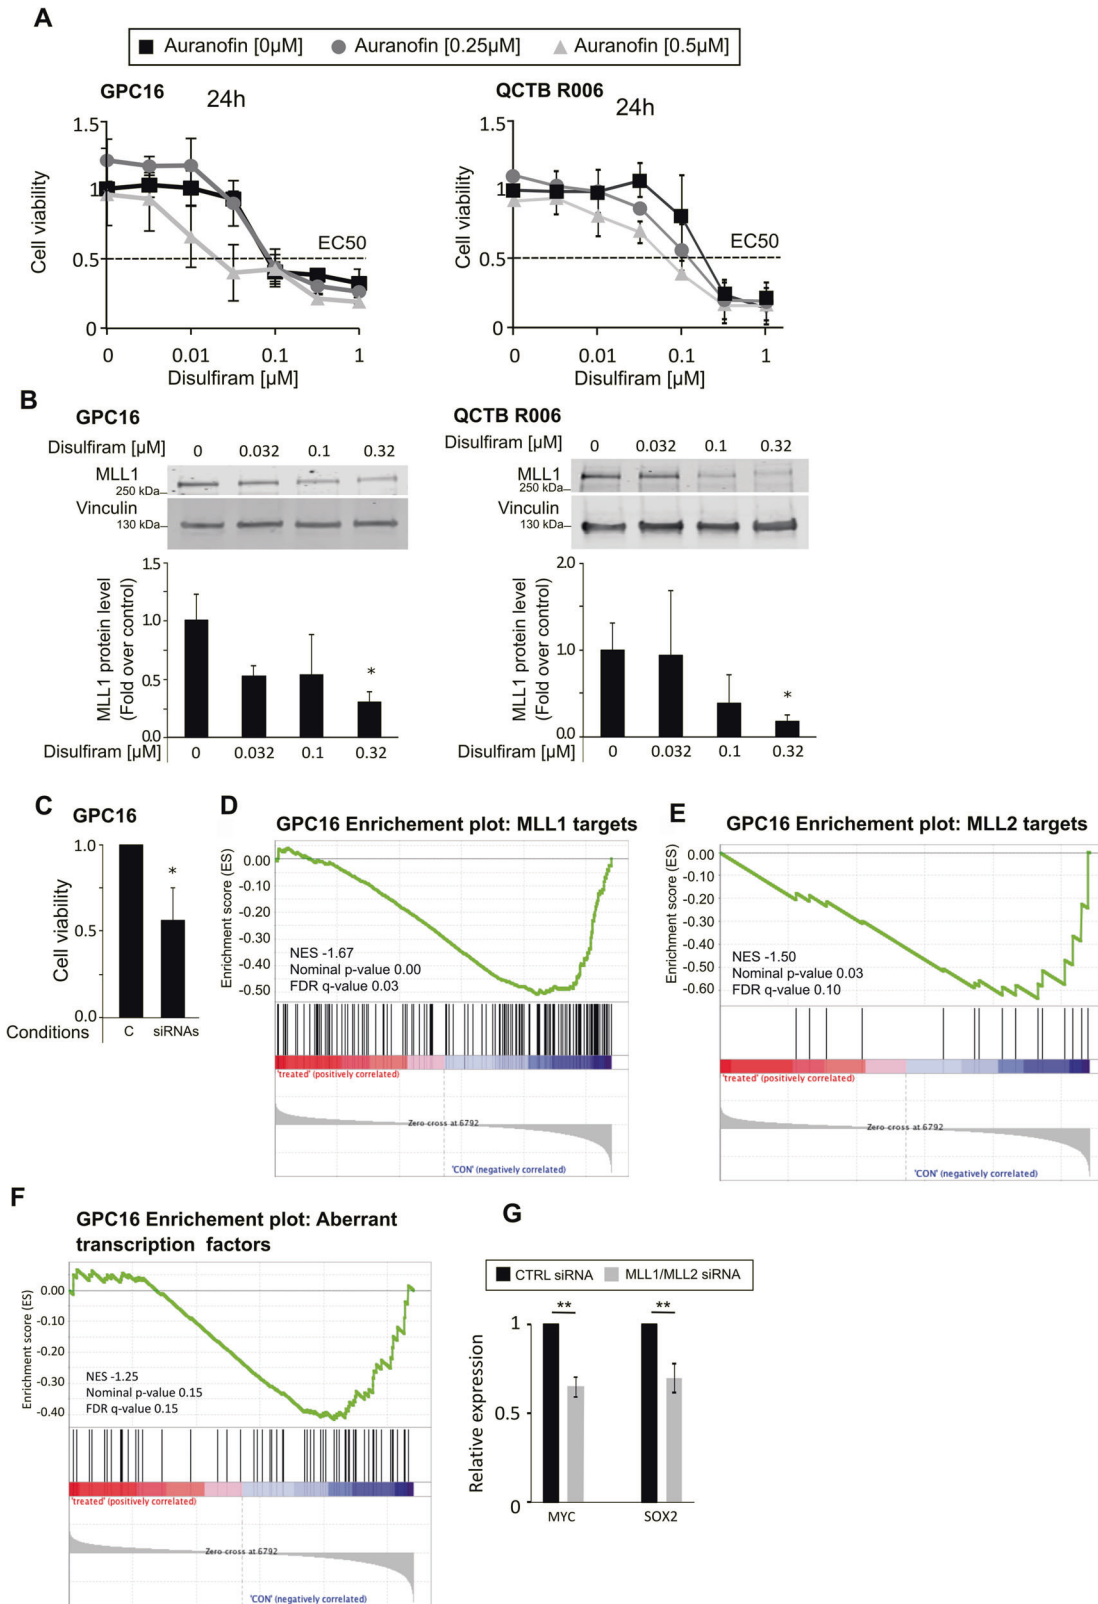 A
Auranofin [0µM] Auranofin [0.25µM] Auranofin [0.5µM]
GPC16
24h
1.5
1
0.5
0
Cell viability
EC50
0 0.01 0.1 1
Disulfiram [µM]
QCTB R006
24h
1.5
1
0.5
0
Cell viability
EC50
0 0.01 0.1 1
Disulfiram [µM]
B
GPC16
Disulfiram [µM] 0 0.032 0.1 0.32
MLL1
250 kDa
Vinculin
130 kDa
1.5
1.0
0.5
0.0
MLL1 protein level
(Fold over control)
*
Disulfiram [µM] 0 0.032 0.1 0.32
QCTB R006
Disulfiram [µM] 0 0.032 0.1 0.32
MLL1
250 kDa
Vinculin
130 kDa
2.0
1.0
0.0
MLL1 protein level
(Fold over control)
*
Disulfiram [µM] 0 0.032 0.1 0.32
C
GPC16
1.0
0.5
0.0
Cell viability
*
Conditions C siRNAs
D
GPC16 Enrichement plot: MLL1 targets
Enrichment score (ES)
0.00
-0.10
-0.20
-0.30
-0.40
-0.50
NES -1.67
Nominal p-value 0.00
FDR q-value 0.03
'treated' (positively correlated)
Zero cross at 6792
'CON' (negatively correlated)
E
GPC16 Enrichement plot: MLL2 targets
Enrichment score (ES)
0.00
-0.10
-0.20
-0.30
-0.40
-0.50
-0.60
NES -1.50
Nominal p-value 0.03
FDR q-value 0.10
'treated' (positively correlated)
Zero cross at 6792
'CON' (negatively correlated)
F
GPC16 Enrichement plot: Aberrant
transcription factors
Enrichment score (ES)
0.00
-0.10
-0.20
-0.30
-0.40
NES -1.25
Nominal p-value 0.15
FDR q-value 0.15
'treated' (positively correlated)
Zero cross at 6792
'CON' (negatively correlated)
G
CTRL siRNA MLL1/MLL2 siRNA
** **
1
0.5
0
Relative expression
MYC SOX2